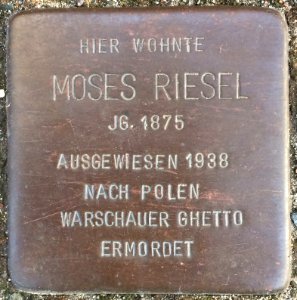 HIER WOHNTE
MOSES RIESEL
JG. 1875
AUSGEWIESEN 1938
NACH POLEN
WARSCHAUER GHETTO
ERMORDET